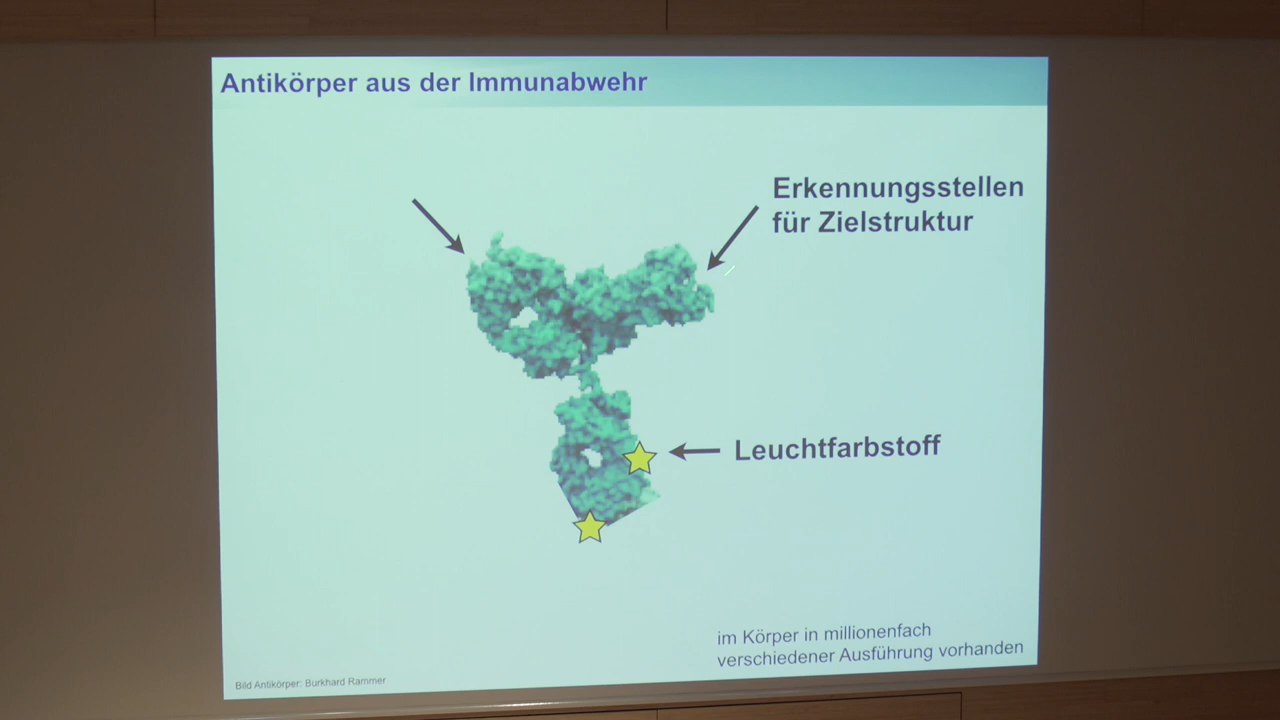 Antikörper aus der Immunabwehr
Erkennungsstellen
für Zielstruktur
Leuchtfarbstoff
im Körper in millionenfach
verschiedener Ausführung vorhanden
Bild Antikörper: Burkhard Rammer